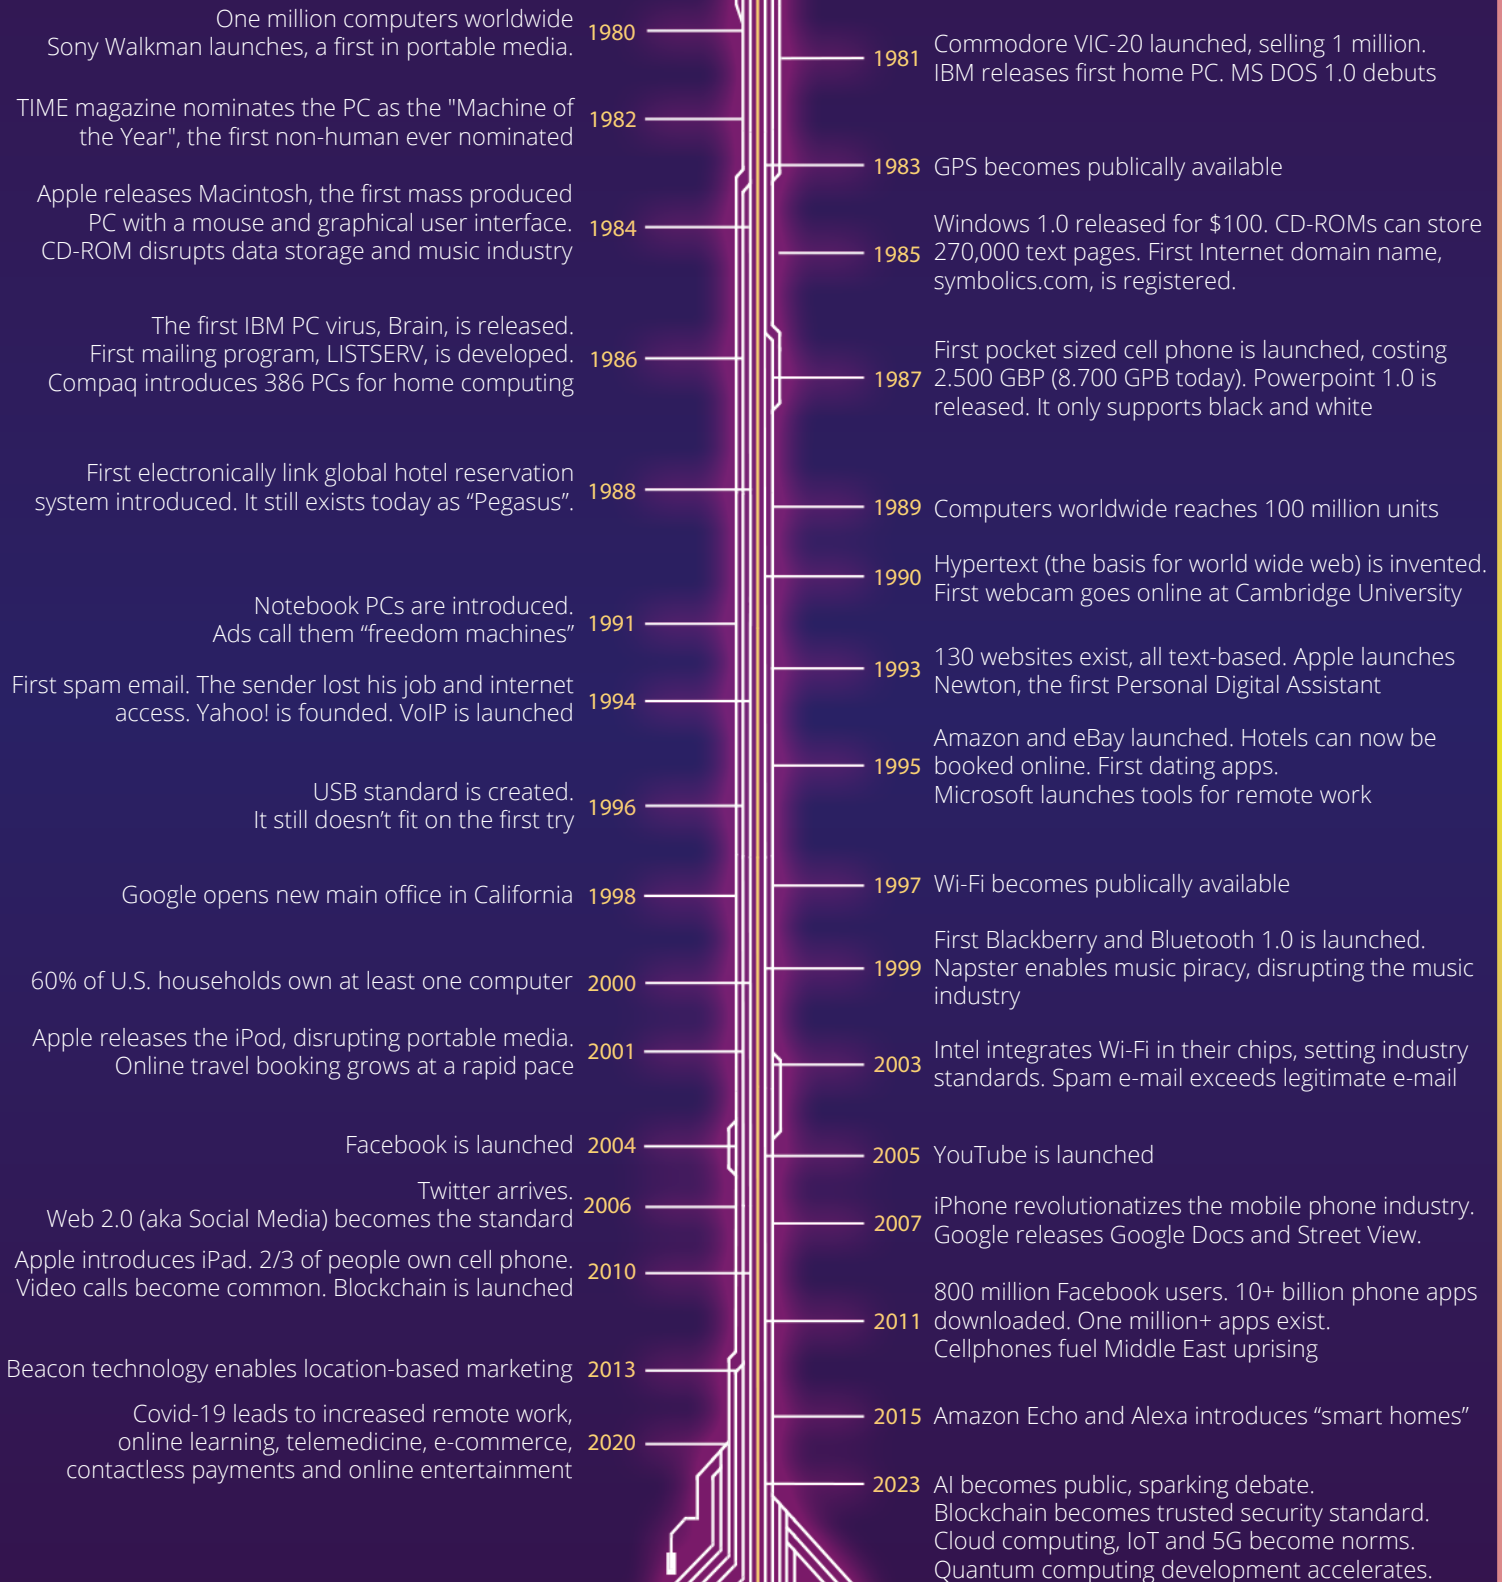 One million computers worldwide
Sony Walkman launches, a first in portable media.
1980
1981
Commodore VIC-20 launched, selling 1 million.
IBM releases first home PC. MS DOS 1.0 debuts
TIME magazine nominates the PC as the "Machine of
the Year", the first non-human ever nominated
1982
1983
GPS becomes publically available
Apple releases Macintosh, the first mass produced
PC with a mouse and graphical user interface.
CD-ROM disrupts data storage and music industry
1984
1985
Windows 1.0 released for $100. CD-ROMs can store
270,000 text pages. First Internet domain name,
symbolics.com, is registered.
The first IBM PC virus, Brain, is released.
First mailing program, LISTSERV, is developed.
Compaq introduces 386 PCs for home computing
1986
1987
First pocket sized cell phone is launched, costing
2.500 GBP (8.700 GPB today). Powerpoint 1.0 is
released. It only supports black and white
First electronically link global hotel reservation
system introduced. It still exists today as “Pegasus”.
1988
1989
Computers worldwide reaches 100 million units
1990
Hypertext (the basis for world wide web) is invented.
First webcam goes online at Cambridge University
Notebook PCs are introduced.
Ads call them “freedom machines”
1991
1993
130 websites exist, all text-based. Apple launches
Newton, the first Personal Digital Assistant
First spam email. The sender lost his job and internet
access. Yahoo! is founded. VoIP is launched
1994
1995
Amazon and eBay launched. Hotels can now be
booked online. First dating apps.
Microsoft launches tools for remote work
USB standard is created.
It still doesn’t fit on the first try
1996
1997
Wi-Fi becomes publically available
Google opens new main office in California
1998
1999
First Blackberry and Bluetooth 1.0 is launched.
Napster enables music piracy, disrupting the music
industry
60% of U.S. households own at least one computer
2000
Apple releases the iPod, disrupting portable media.
Online travel booking grows at a rapid pace
2001
2003
Intel integrates Wi-Fi in their chips, setting industry
standards. Spam e-mail exceeds legitimate e-mail
Facebook is launched
2004
2005
YouTube is launched
Twitter arrives.
Web 2.0 (aka Social Media) becomes the standard
2006
2007
iPhone revolutionatizes the mobile phone industry.
Google releases Google Docs and Street View.
Apple introduces iPad. 2/3 of people own cell phone.
Video calls become common. Blockchain is launched
2010
2011
800 million Facebook users. 10+ billion phone apps
downloaded. One million+ apps exist.
Cellphones fuel Middle East uprising
Beacon technology enables location-based marketing
2013
2015
Amazon Echo and Alexa introduces “smart homes”
Covid-19 leads to increased remote work,
online learning, telemedicine, e-commerce,
contactless payments and online entertainment
2020
2023
AI becomes public, sparking debate.
Blockchain becomes trusted security standard.
Cloud computing, IoT and 5G become norms.
Quantum computing development accelerates.